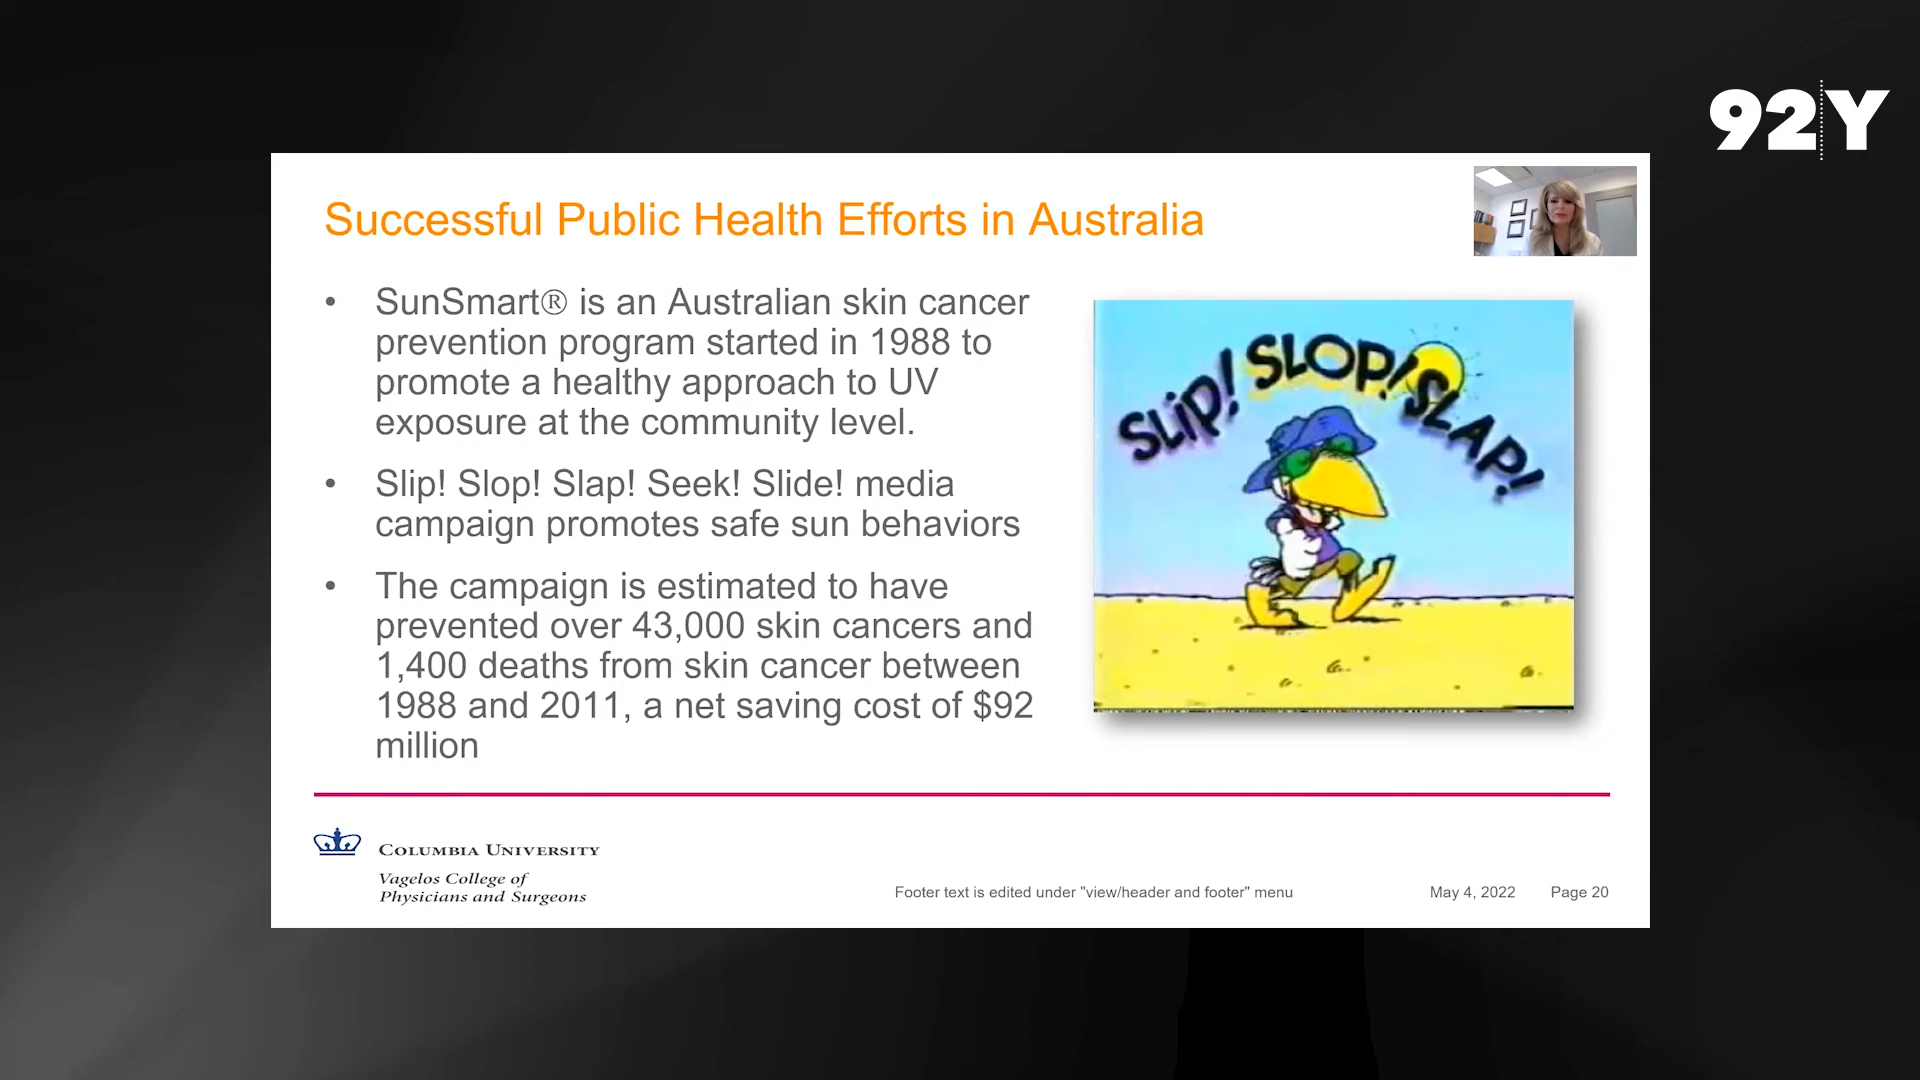 92Y
Successful Public Health Efforts in Australia
• SunSmart® is an Australian skin cancer
prevention program started in 1988 to
promote a healthy approach to UV
exposure at the community level.
• Slip! Slop! Slap! Seek! Slide! media
campaign promotes safe sun behaviors
• The campaign is estimated to have
prevented over 43,000 skin cancers and
1,400 deaths from skin cancer between
1988 and 2011, a net saving cost of $92
million
SLIP! SLOP! SLAP!
COLUMBIA UNIVERSITY
Vagelos College of
Physicians and Surgeons
Footer text is edited under "view/header and footer" menu
May 4, 2022 Page 20